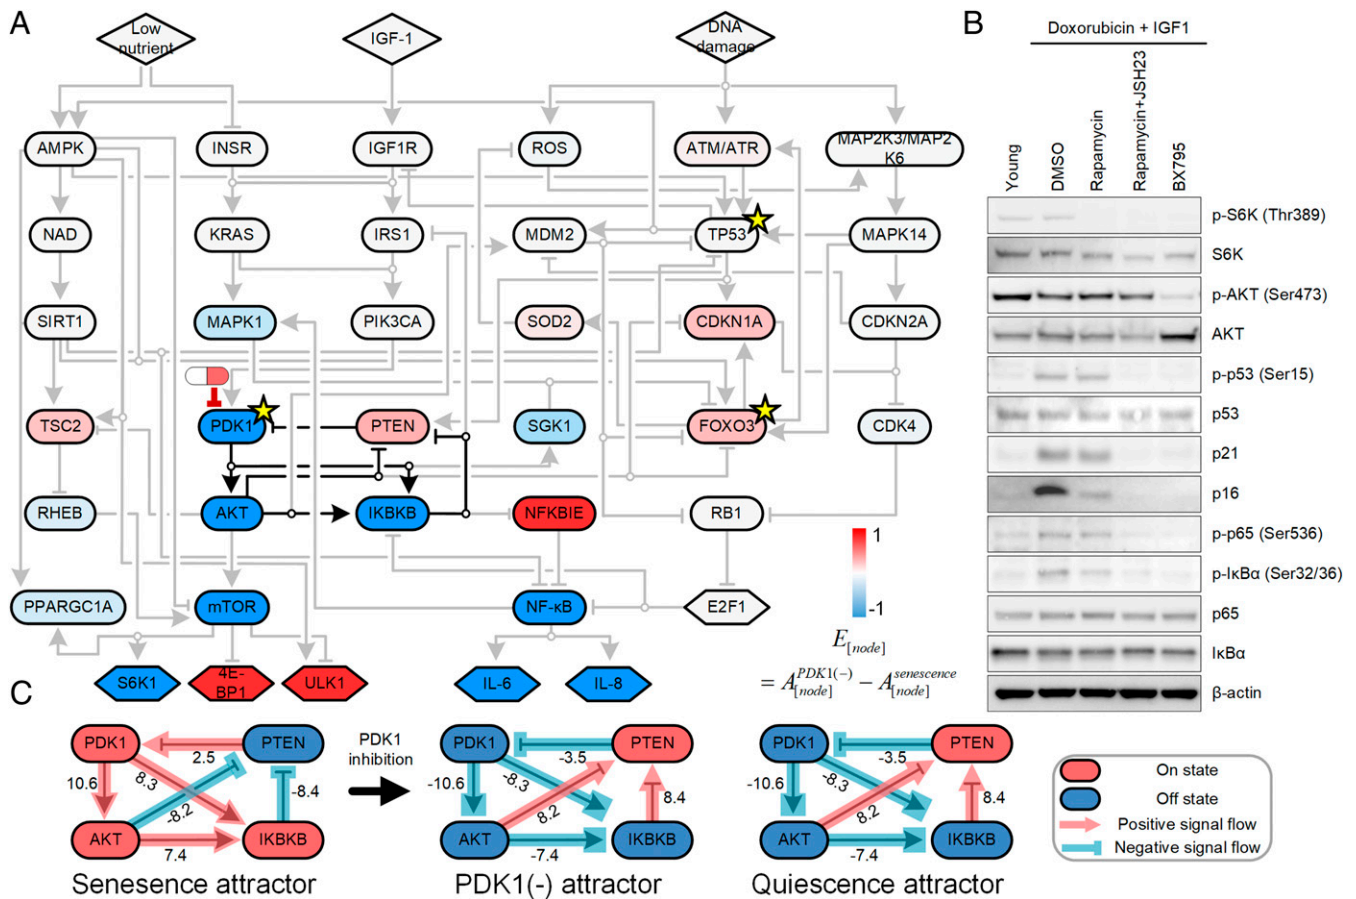 A
Low
nutrient
IGF-1
DNA
damage
AMPK
INSR
IGF1R
ROS
ATM/ATR
MAP2K3/MAP2
K6
NAD
KRAS
IRS1
MDM2
TP53
MAPK14
SIRT1
MAPK1
PIK3CA
SOD2
CDKN1A
CDKN2A
TSC2
PDK1
PTEN
SGK1
FOXO3
CDK4
RHEB
AKT
IKBKB
NFKBIE
RB1
PPARGC1A
mTOR
NF-κB
E2F1
S6K1
4E-
BP1
ULK1
IL-6
IL-8
1
-1
E[node]
= A[node]^PDK1(−) − A[node]^senescence
B
Doxorubicin + IGF1
Young
DMSO
Rapamycin
Rapamycin+JSH23
BX795
p-S6K (Thr389)
S6K
p-AKT (Ser473)
AKT
p-p53 (Ser15)
p53
p21
p16
p-p65 (Ser536)
p-IκBα (Ser32/36)
p65
IκBα
β-actin
C
PDK1
PTEN
2.5
10.6
8.3
-8.2
-8.4
AKT
IKBKB
7.4
Senesence attractor
PDK1
inhibition
PDK1
PTEN
-3.5
-10.6
-8.3
8.2
8.4
AKT
IKBKB
-7.4
PDK1(-) attractor
PDK1
PTEN
-3.5
-10.6
-8.3
8.2
8.4
AKT
IKBKB
-7.4
Quiescence attractor
On state
Off state
Positive signal flow
Negative signal flow